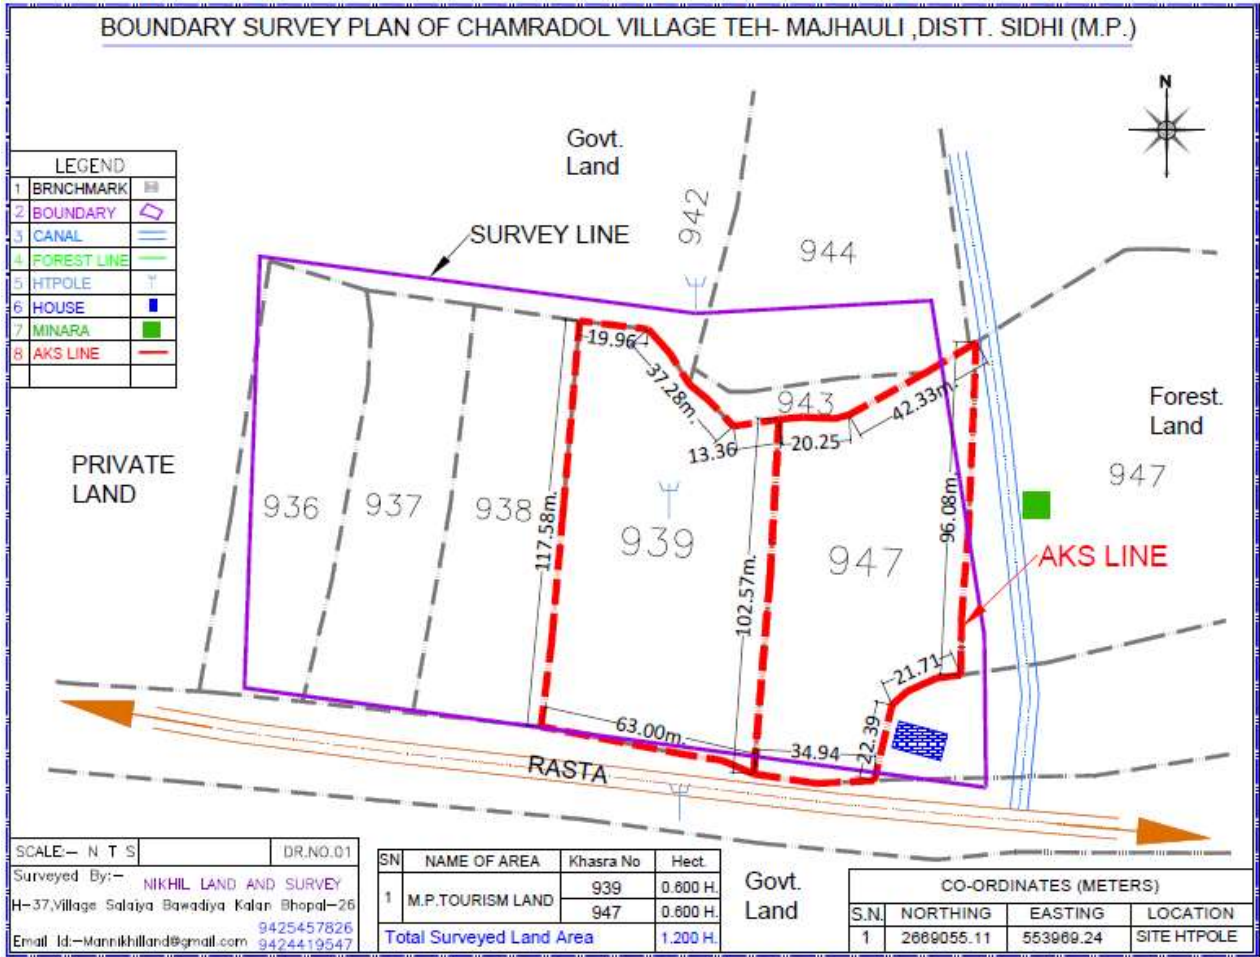 BOUNDARY SURVEY PLAN OF CHAMRADOL VILLAGE TEH- MAJHAULI ,DISTT. SIDHI (M.P.)
N
Govt.
Land
LEGEND
1 BRNCHMARK
2 BOUNDARY
3 CANAL
4 FOREST LINE
5 HTPOLE
6 HOUSE
7 MINARA
8 AKS LINE
942
SURVEY LINE
944
19.96
37.28m.
943
42.33m.
13.36
20.25
Forest.
Land
PRIVATE
LAND
947
936
937
938
117.58m.
939
96.08m.
947
AKS LINE
102.57m.
21.71
63.00m.
34.94
22.39
RASTA
SCALE:- N T S DR.NO.01
Surveyed By:-
NIKHIL LAND AND SURVEY
H-37,Village Salaiya Bawadiya Kalan Bhopal-26
9425457826
Email Id:-Mannikhilland@gmail.com 9424419547
SN NAME OF AREA Khasra No Hect.
1 M.P.TOURISM LAND 939 0.600 H.
947 0.600 H.
Total Surveyed Land Area 1.200 H.
Govt.
Land
CO-ORDINATES (METERS)
S.N. NORTHING EASTING LOCATION
1 2669055.11 553969.24 SITE HTPOLE